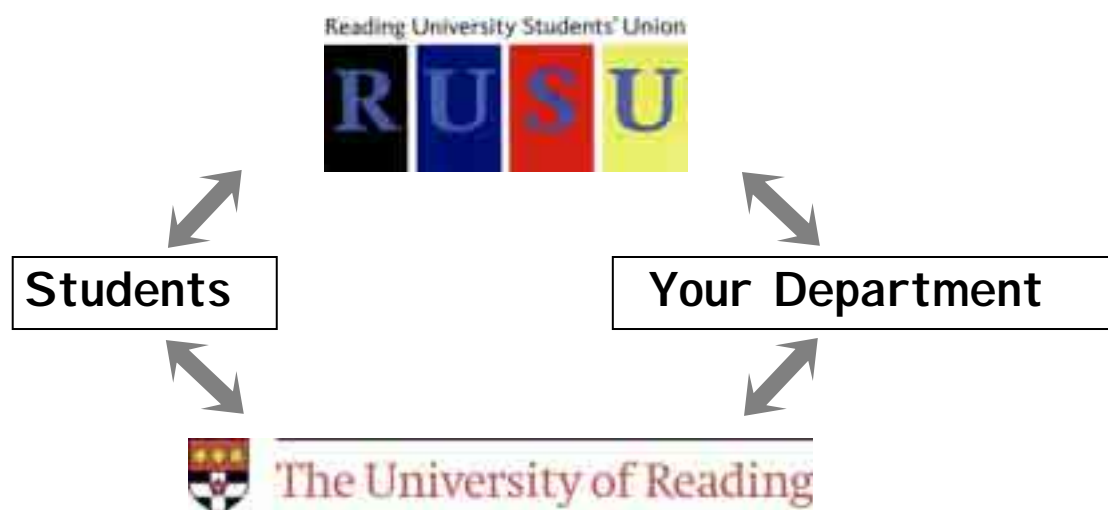 Reading University Students' Union
RUSU
Students
Your Department
The University of Reading